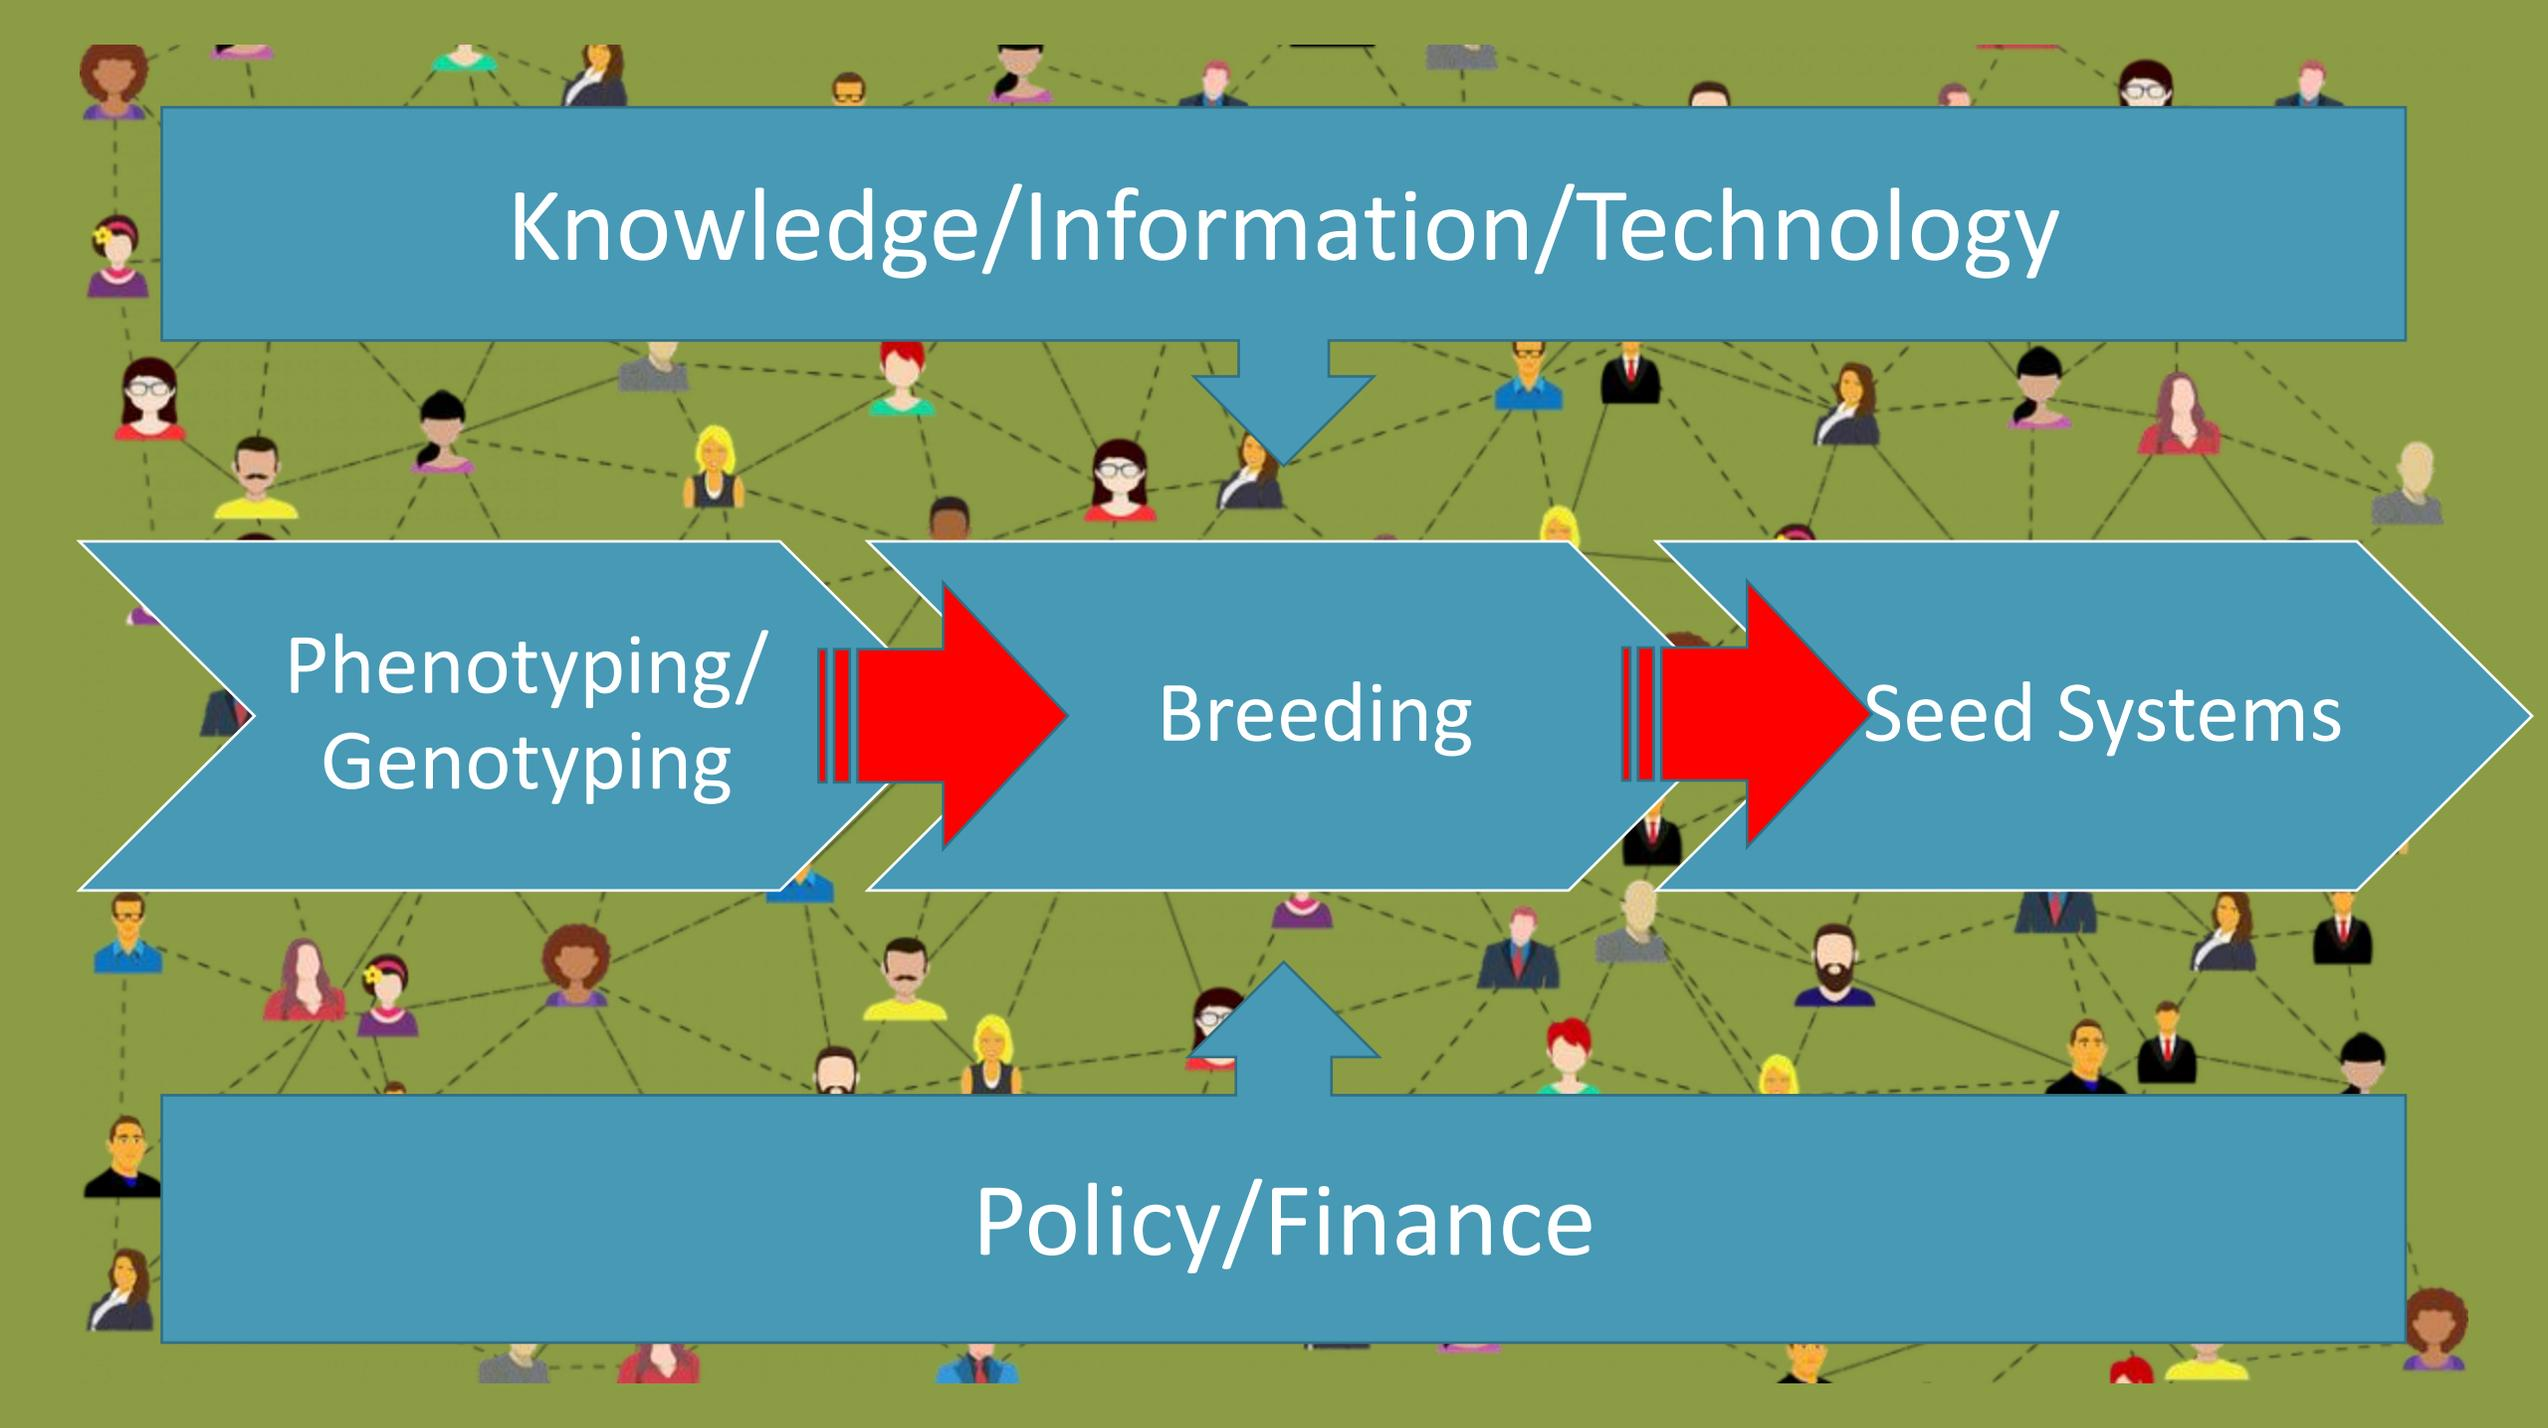 Knowledge/Information/Technology
Phenotyping/
Genotyping
Breeding
Seed Systems
Policy/Finance